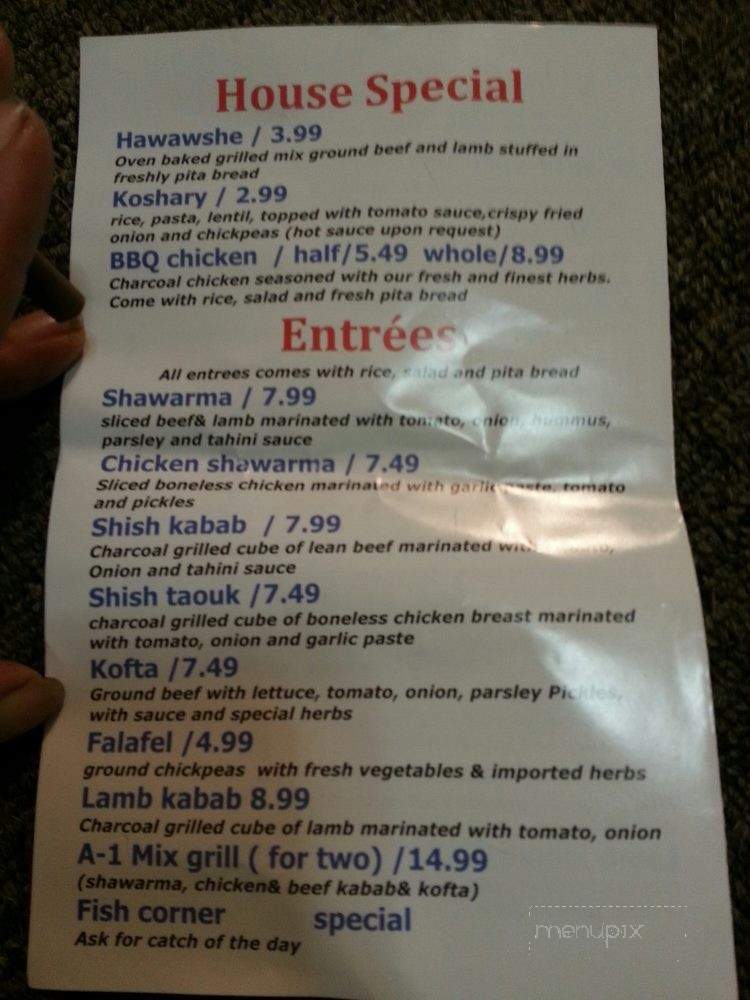 House Special
Hawawshe / 3.99
Oven baked grilled mix ground beef and lamb stuffed in
freshly pita bread
Koshary / 2.99
rice, pasta, lentil, topped with tomato sauce,crispy fried
onion and chickpeas (hot sauce upon request)
BBQ chicken / half/5.49 whole/8.99
Charcoal chicken seasoned with our fresh and finest herbs.
Come with rice, salad and fresh pita bread
Entrées
All entrees comes with rice, salad and pita bread
Shawarma / 7.99
sliced beef& lamb marinated with tomato, onion, hummus,
parsley and tahini sauce
Chicken shawarma / 7.49
Sliced boneless chicken marinated with garlic paste, tomato
and pickles
Shish kabab / 7.99
Charcoal grilled cube of lean beef marinated with
Onion and tahini sauce
Shish taouk /7.49
charcoal grilled cube of boneless chicken breast marinated
with tomato, onion and garlic paste
Kofta /7.49
Ground beef with lettuce, tomato, onion, parsley Pickles,
with sauce and special herbs
Falafel /4.99
ground chickpeas with fresh vegetables & imported herbs
Lamb kabab 8.99
Charcoal grilled cube of lamb marinated with tomato, onion
A-1 Mix grill ( for two) /14.99
(shawarma, chicken& beef kabab& kofta)
Fish corner special
Ask for catch of the day
menupix